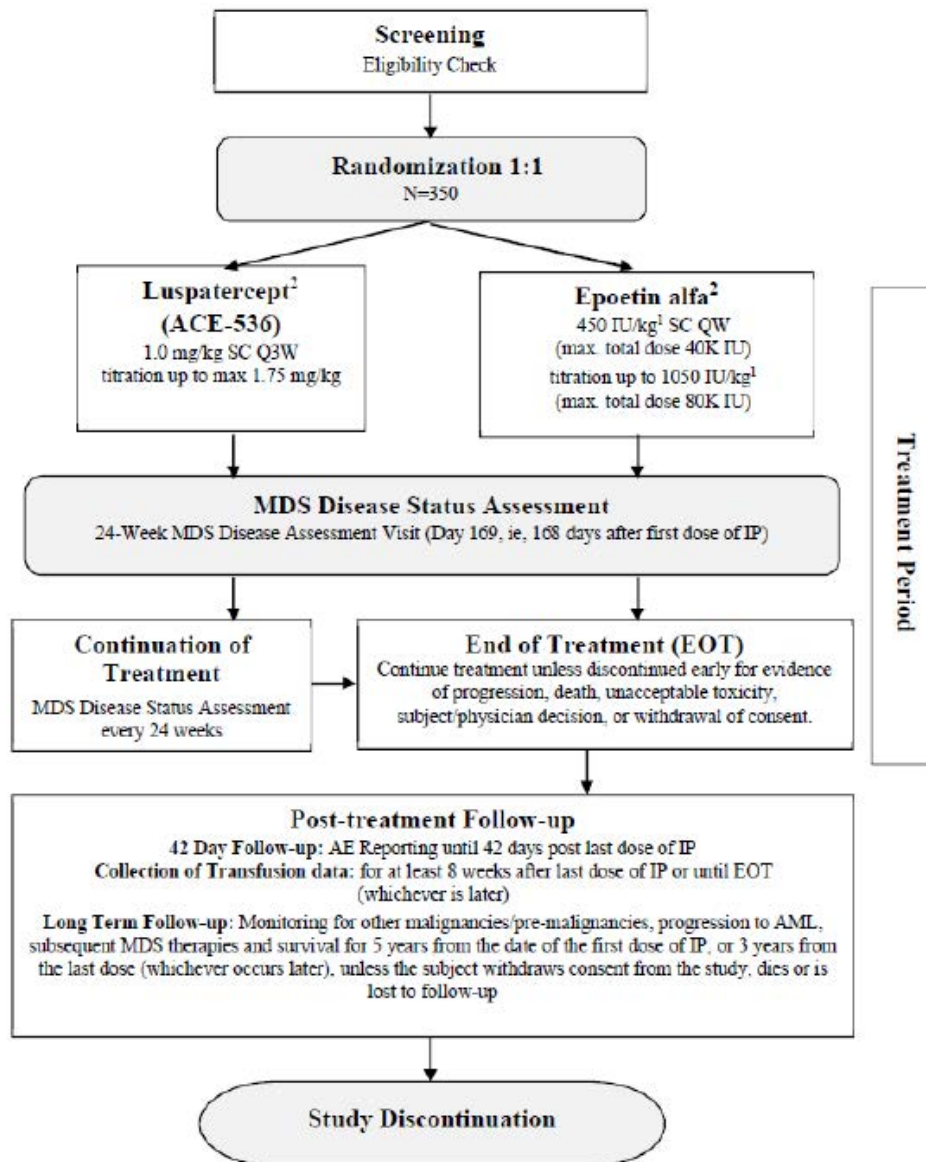 Screening
Eligibility Check
Randomization 1:1
N=350
Luspatercept²
(ACE-536)
1.0 mg/kg SC Q3W
titration up to max 1.75 mg/kg
Epoetin alfa²
450 IU/kg¹ SC QW
(max. total dose 40K IU)
titration up to 1050 IU/kg¹
(max. total dose 80K IU)
Treatment Period
MDS Disease Status Assessment
24-Week MDS Disease Assessment Visit (Day 169, ie, 168 days after first dose of IP)
Continuation of
Treatment
MDS Disease Status Assessment
every 24 weeks
End of Treatment (EOT)
Continue treatment unless discontinued early for evidence
of progression, death, unacceptable toxicity,
subject/physician decision, or withdrawal of consent.
Post-treatment Follow-up
42 Day Follow-up: AE Reporting until 42 days post last dose of IP
Collection of Transfusion data: for at least 8 weeks after last dose of IP or until EOT
(whichever is later)
Long Term Follow-up: Monitoring for other malignancies/pre-malignancies, progression to AML,
subsequent MDS therapies and survival for 5 years from the date of the first dose of IP, or 3 years from
the last dose (whichever occurs later), unless the subject withdraws consent from the study, dies or is
lost to follow-up
Study Discontinuation